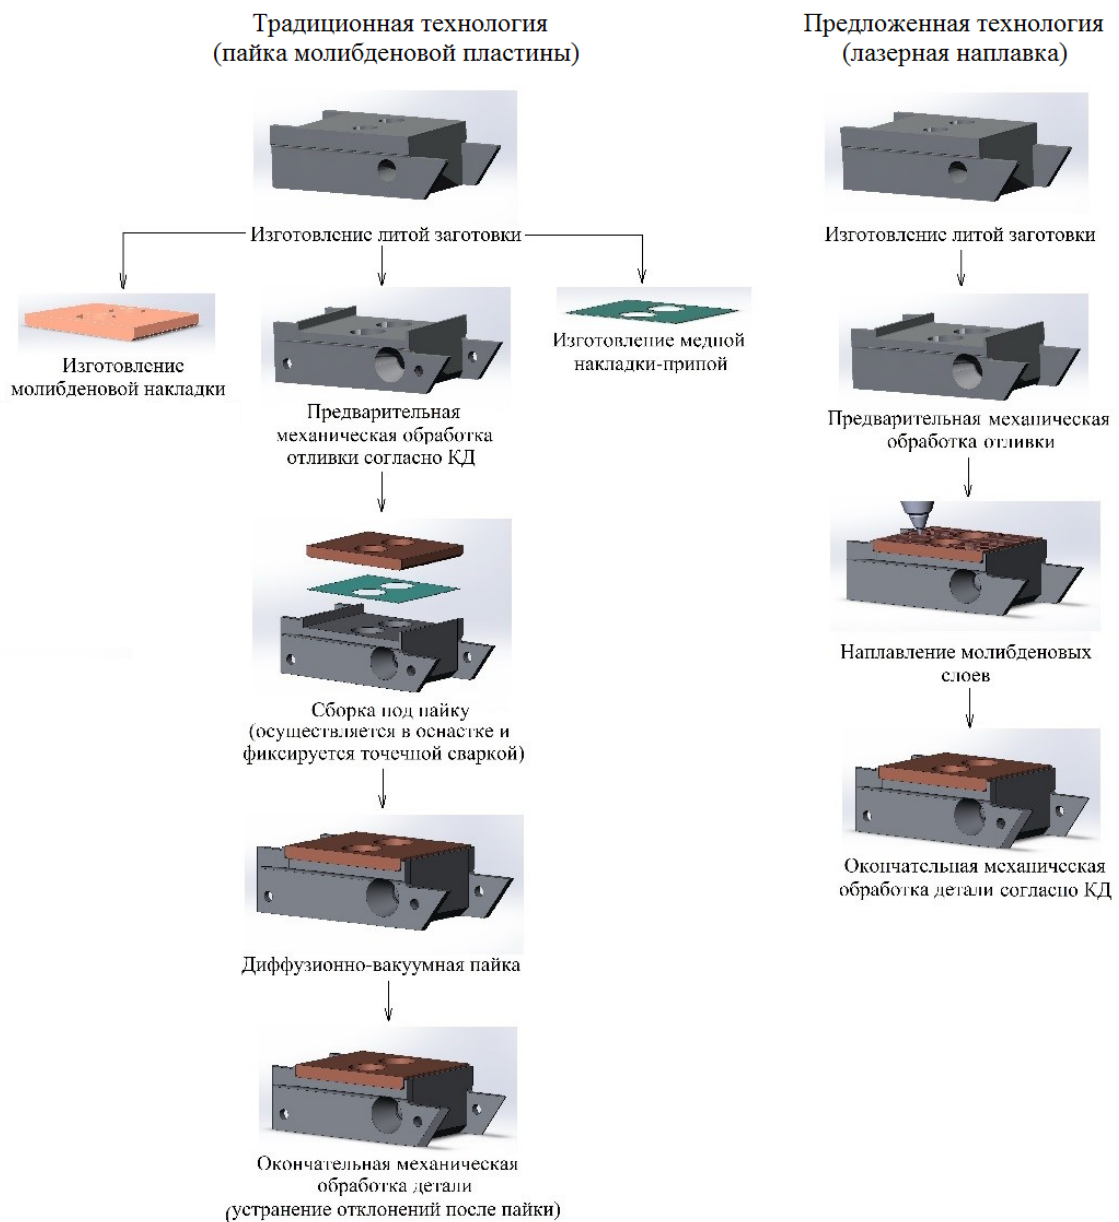 Традиционная технология
(пайка молибденовой пластины)
Изготовление литой заготовки
Изготовление
молибденовой накладки
Предварительная
механическая обработка
отливки согласно КД
Изготовление медной
накладки-припой
Сборка под пайку
(осуществляется в оснастке и
фиксируется точечной сваркой)
Диффузионно-вакуумная пайка
Окончательная механическая
обработка детали
(устранение отклонений после пайки)
Предложенная технология
(лазерная наплавка)
Изготовление литой заготовки
Предварительная механическая
обработка отливки
Наплавление молибденовых
слоев
Окончательная механическая
обработка детали согласно КД